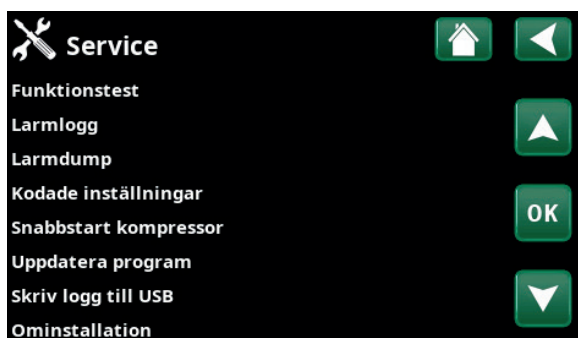 Service
Funktionstest
Larmlogg
Larmdump
Kodade inställningar
Snabbstart kompressor
OK
Uppdatera program
Skriv logg till USB
Ominstallation